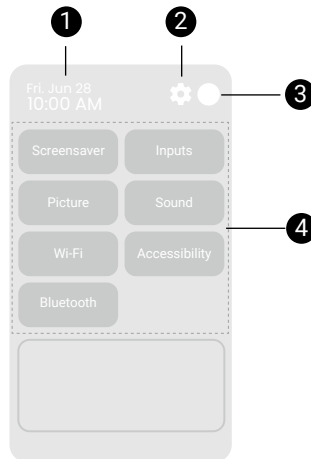 1
2
Fri. Jun 28
10:00 AM
3
Screensaver
Inputs
Picture
Sound
4
Wi-Fi
Accessibility
Bluetooth